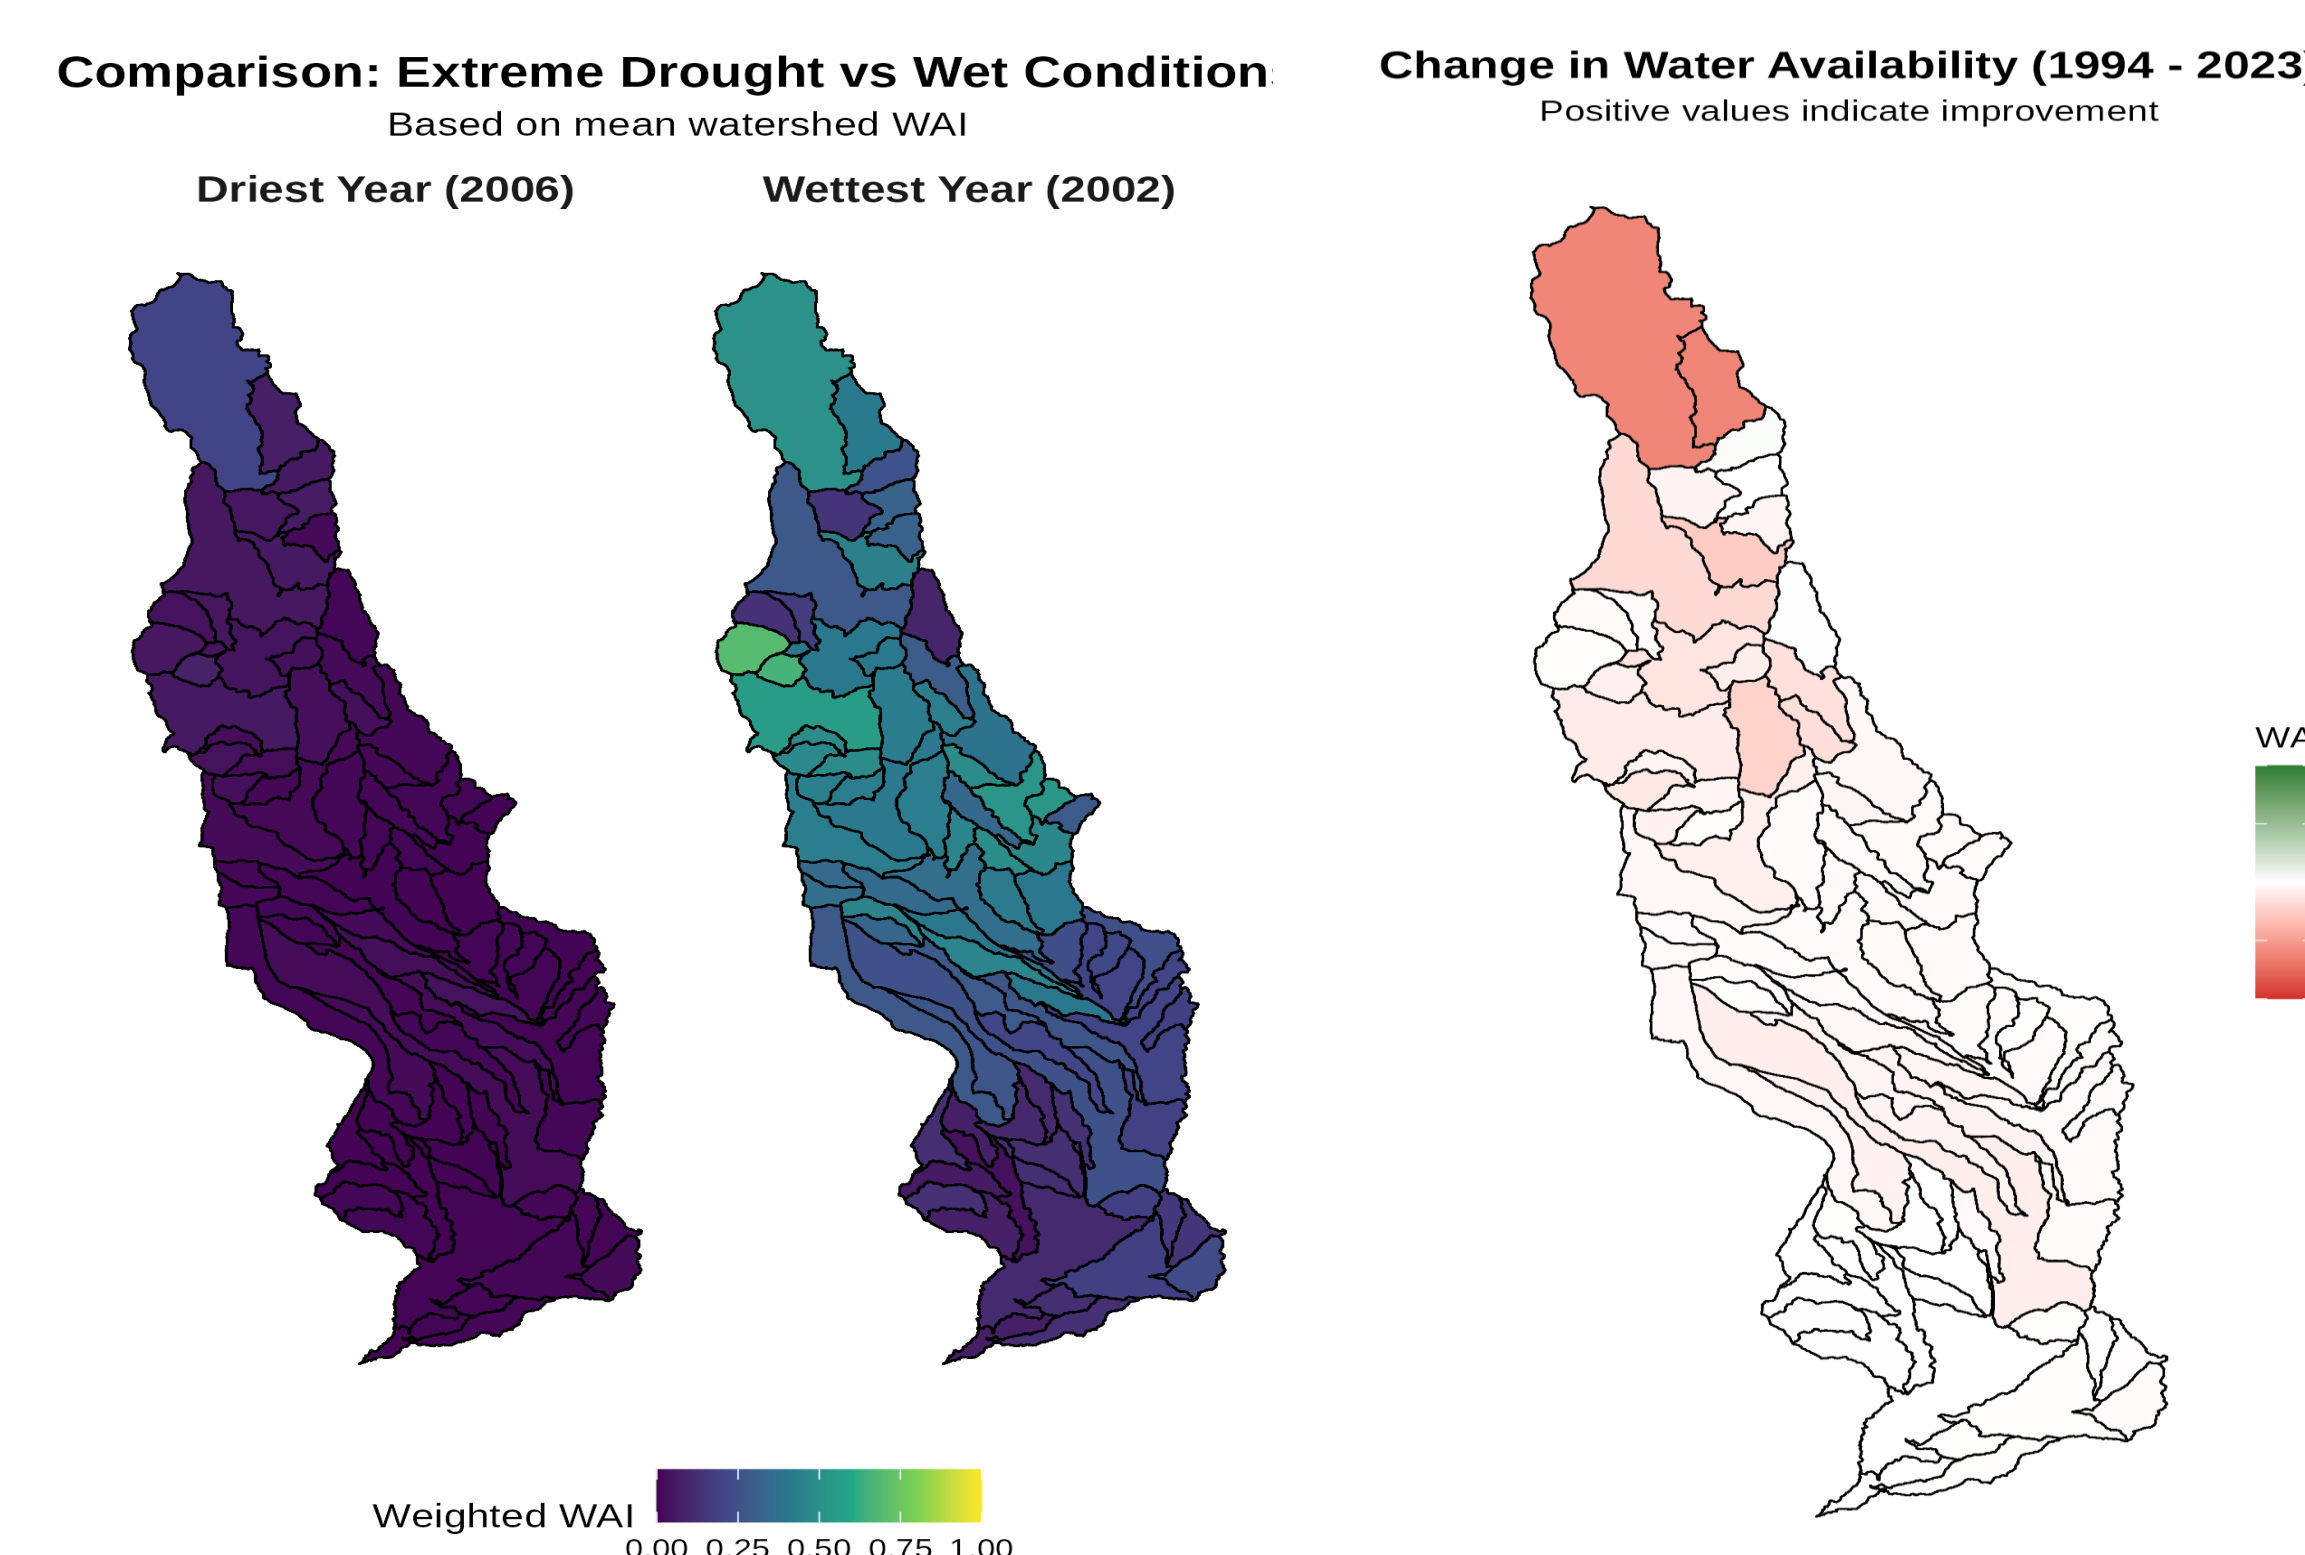 Comparison: Extreme Drought vs Wet Condition
Based on mean watershed WAI
Driest Year (2006)
Wettest Year (2002)
Weighted WAI
0.00 0.25 0.50 0.75 1.00
Change in Water Availability (1994 - 2023)
Positive values indicate improvement
WA